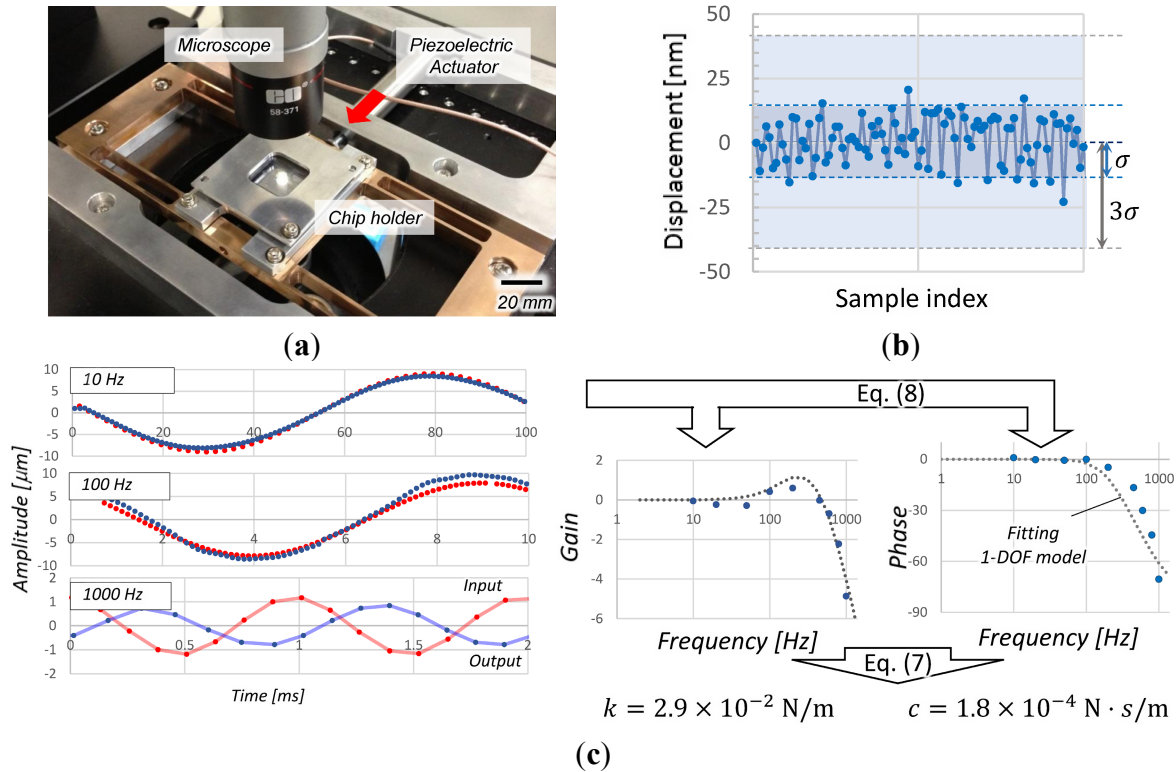 Microscope
Piezoelectric
Actuator
58-371
Chip holder
20 mm
(a)
50
25
0
-25
-50
Displacement [nm]
σ
3σ
Sample index
(b)
10 Hz
10
5
0
-5
-10
0 20 40 60 80 100
100 Hz
10
5
0
-5
-10
0 2 4 6 8 10
1000 Hz
2
1
0
-1
-2
0 0.5 1 1.5 2
Input
Output
Amplitude [μm]
Time [ms]
Eq. (8)
2
0
-2
-4
-6
1 10 100 1000
Gain
Frequency [Hz]
0
-30
-60
-90
1 10 100 1000
Phase
Fitting
1-DOF model
Frequency [Hz]
Eq. (7)
k = 2.9 × 10⁻² N/m
c = 1.8 × 10⁻⁴ N · s/m
(c)